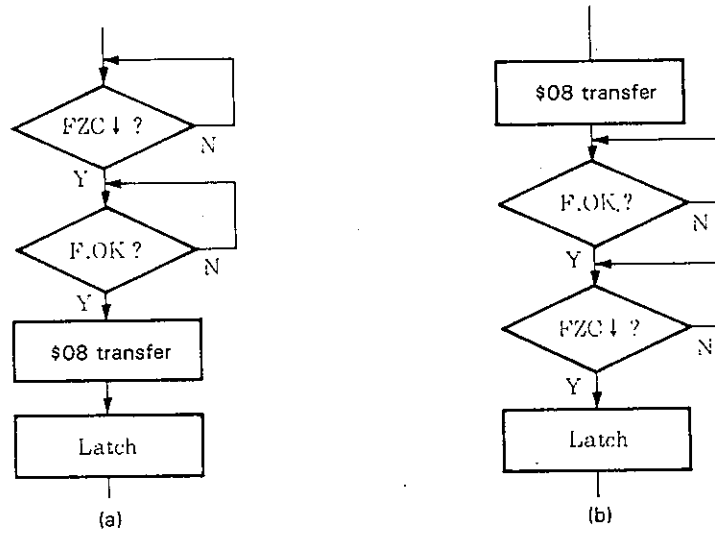 FZC ↓ ?
N
Y
F.OK ?
N
Y
$08 transfer
Latch
(a)
$08 transfer
F.OK ?
N
Y
FZC ↓ ?
N
Y
Latch
(b)